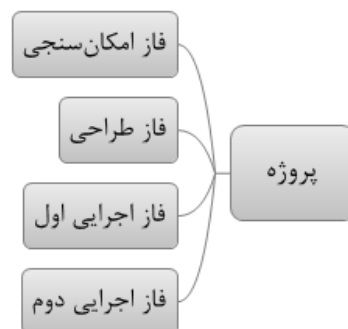 پروژه
فاز امکان‌سنجی
فاز طراحی
فاز اجرایی اول
فاز اجرایی دوم